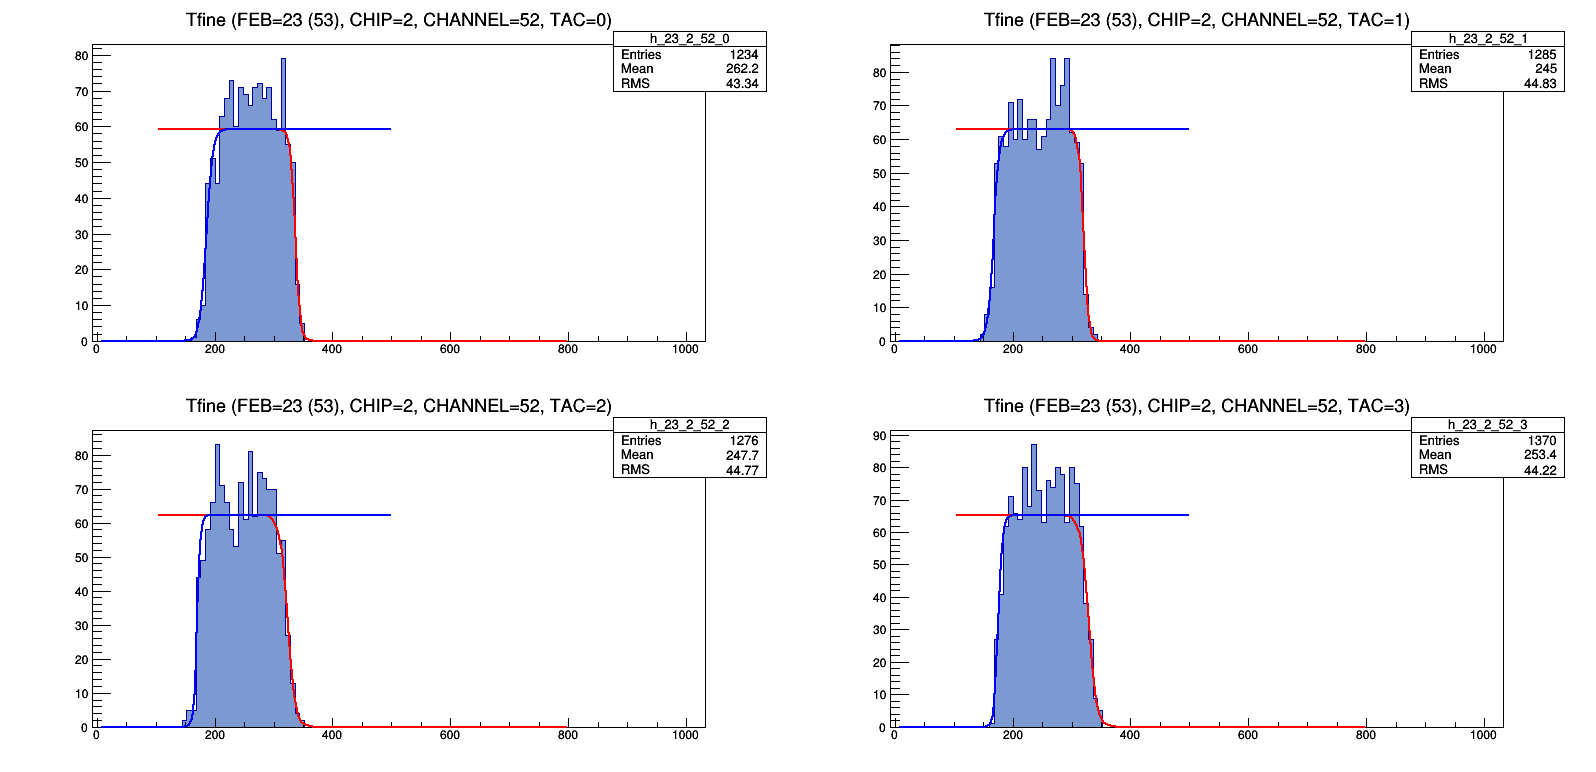 Tfine (FEB=23 (53), CHIP=2, CHANNEL=52, TAC=0)
h_23_2_52_0
Entries 1234
Mean 262.2
RMS 43.34
80
70
60
50
40
30
20
10
0
0 200 400 600 800 1000
Tfine (FEB=23 (53), CHIP=2, CHANNEL=52, TAC=1)
h_23_2_52_1
Entries 1285
Mean 245
RMS 44.83
80
70
60
50
40
30
20
10
0
0 200 400 600 800 1000
Tfine (FEB=23 (53), CHIP=2, CHANNEL=52, TAC=2)
h_23_2_52_2
Entries 1276
Mean 247.7
RMS 44.77
80
70
60
50
40
30
20
10
0
0 200 400 600 800 1000
Tfine (FEB=23 (53), CHIP=2, CHANNEL=52, TAC=3)
h_23_2_52_3
Entries 1370
Mean 253.4
RMS 44.22
90
80
70
60
50
40
30
20
10
0
0 200 400 600 800 1000